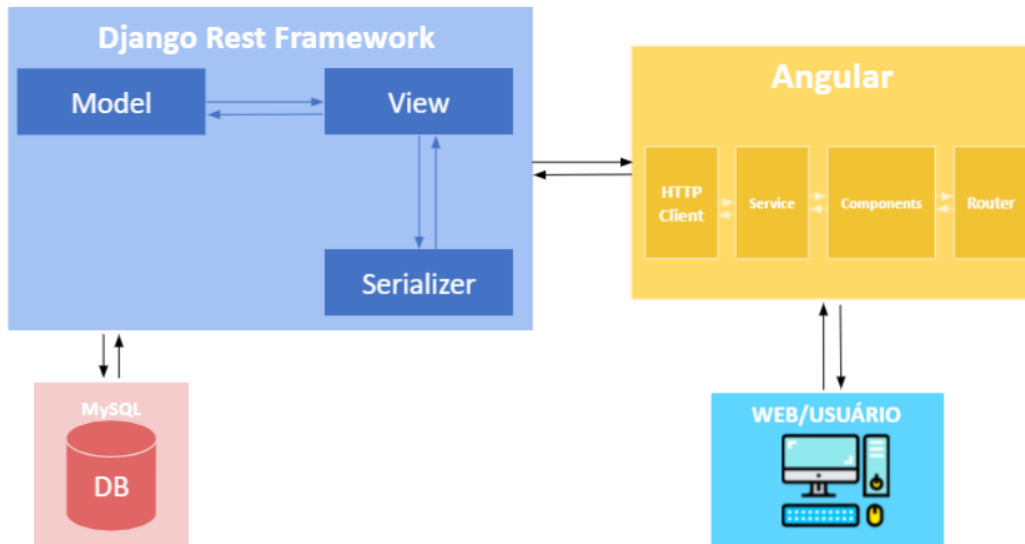 Django Rest Framework
Model
View
Serializer
Angular
HTTP
Client
Service
Components
Router
MySQL
DB
WEB/USUÁRIO